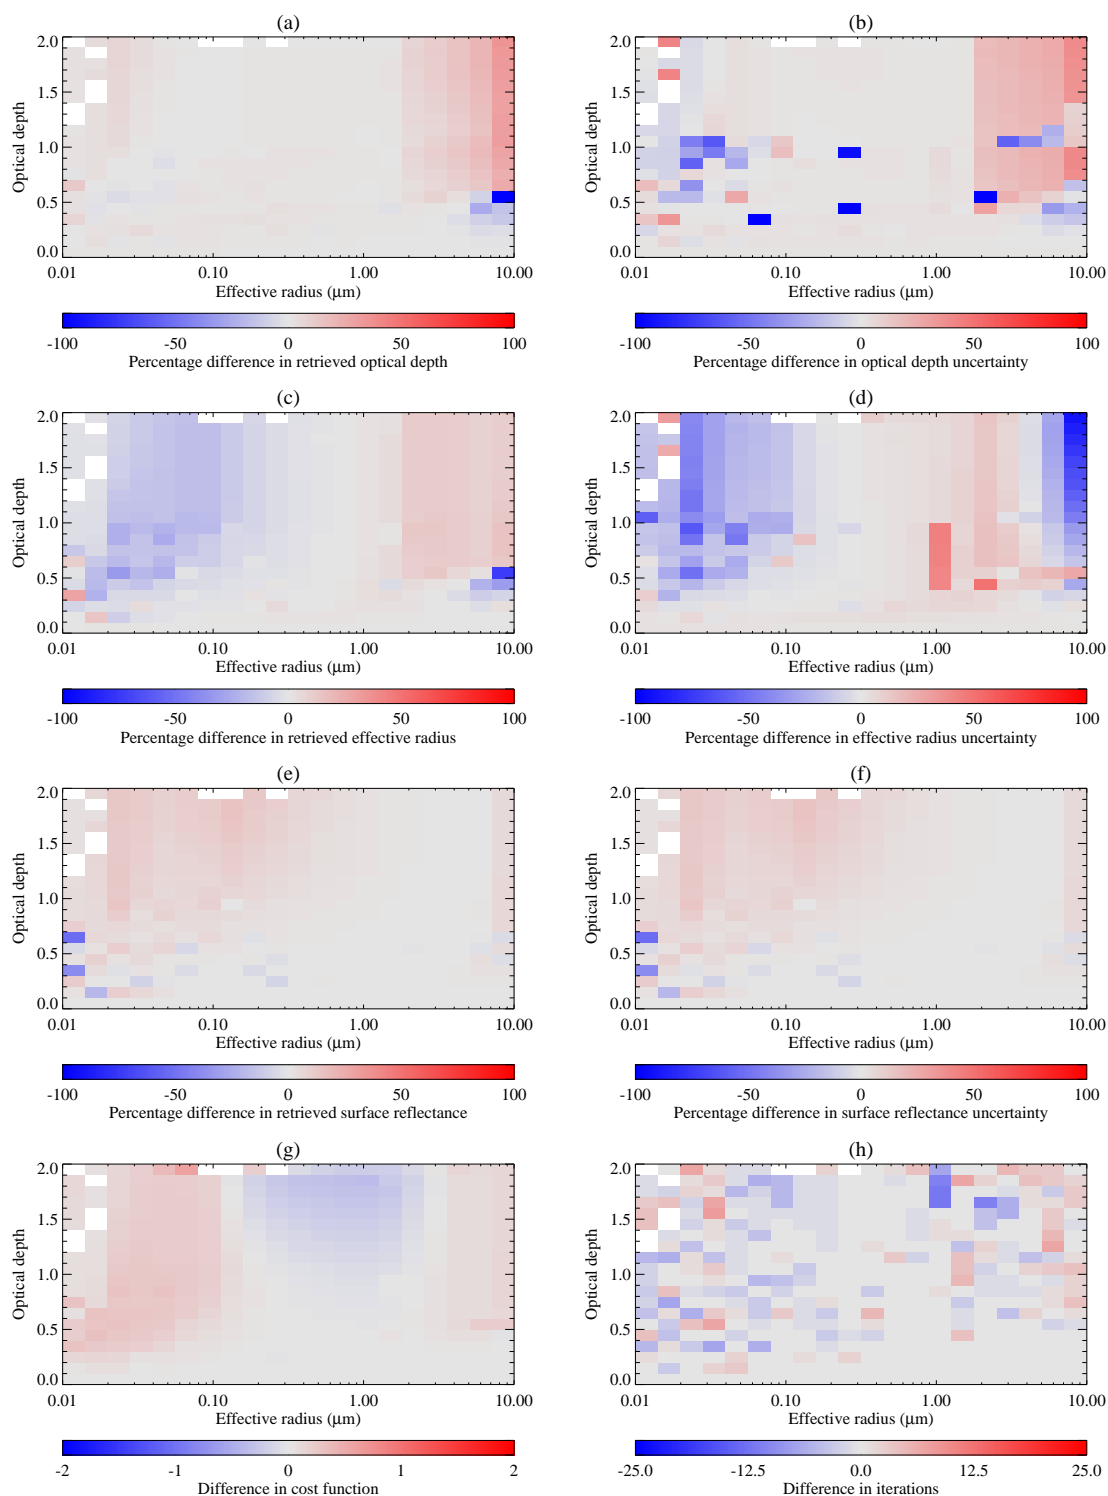 (a)
2.0
1.5
1.0
0.5
0.0
Optical depth
0.01 0.10 1.00 10.00
Effective radius (μm)
-100 -50 0 50 100
Percentage difference in retrieved optical depth
(b)
2.0
1.5
1.0
0.5
0.0
Optical depth
0.01 0.10 1.00 10.00
Effective radius (μm)
-100 -50 0 50 100
Percentage difference in optical depth uncertainty
(c)
2.0
1.5
1.0
0.5
0.0
Optical depth
0.01 0.10 1.00 10.00
Effective radius (μm)
-100 -50 0 50 100
Percentage difference in retrieved effective radius
(d)
2.0
1.5
1.0
0.5
0.0
Optical depth
0.01 0.10 1.00 10.00
Effective radius (μm)
-100 -50 0 50 100
Percentage difference in effective radius uncertainty
(e)
2.0
1.5
1.0
0.5
0.0
Optical depth
0.01 0.10 1.00 10.00
Effective radius (μm)
-100 -50 0 50 100
Percentage difference in retrieved surface reflectance
(f)
2.0
1.5
1.0
0.5
0.0
Optical depth
0.01 0.10 1.00 10.00
Effective radius (μm)
-100 -50 0 50 100
Percentage difference in surface reflectance uncertainty
(g)
2.0
1.5
1.0
0.5
0.0
Optical depth
0.01 0.10 1.00 10.00
Effective radius (μm)
-2 -1 0 1 2
Difference in cost function
(h)
2.0
1.5
1.0
0.5
0.0
Optical depth
0.01 0.10 1.00 10.00
Effective radius (μm)
-25.0 -12.5 0.0 12.5 25.0
Difference in iterations